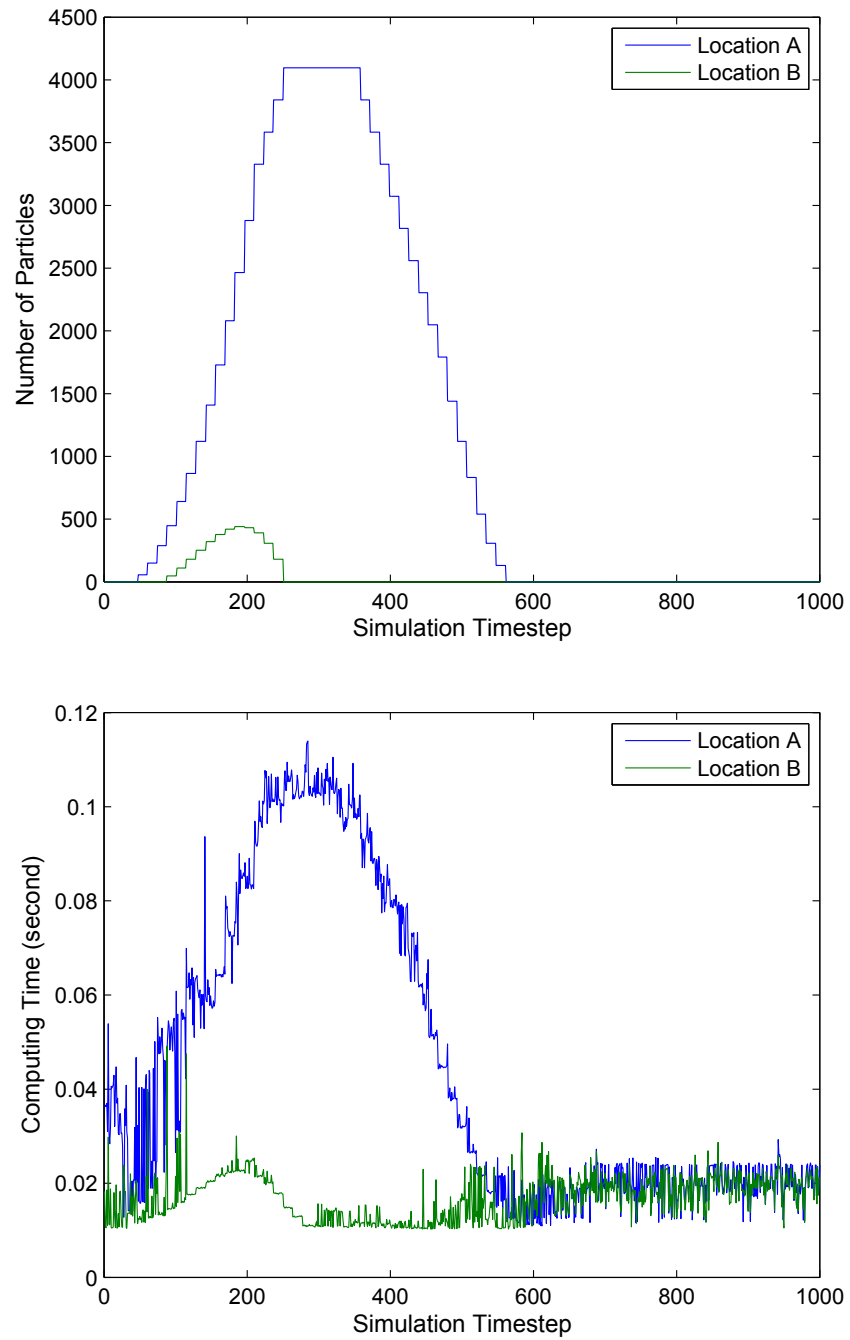 4500
4000
3500
3000
2500
2000
1500
1000
500
0
Number of Particles
Location A
Location B
0 200 400 600 800 1000
Simulation Timestep
0.12
0.1
0.08
0.06
0.04
0.02
0
Computing Time (second)
Location A
Location B
0 200 400 600 800 1000
Simulation Timestep